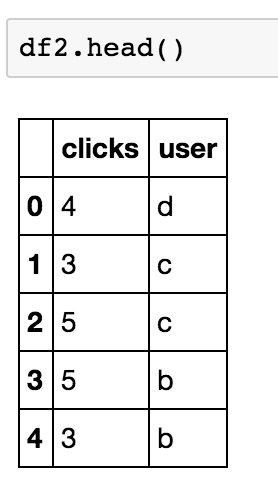 df2.head()
clicks user
0 4 d
1 3 c
2 5 c
3 5 b
4 3 b